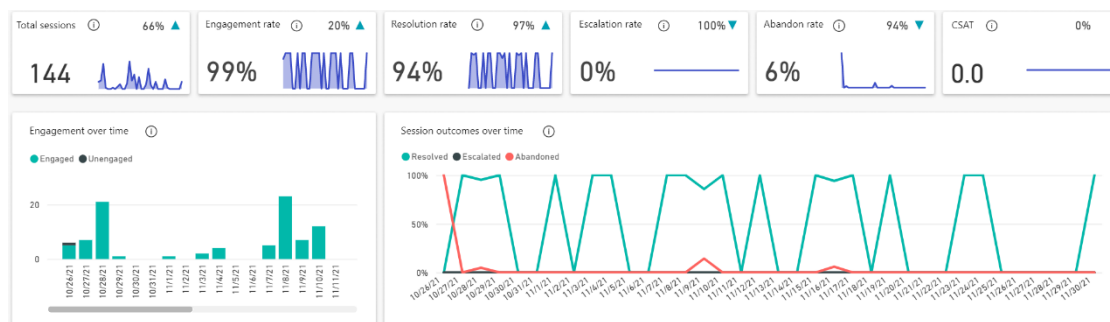 Total sessions 66% ▲
144
Engagement rate 20% ▲
99%
Resolution rate 97% ▲
94%
Escalation rate 100% ▼
0%
Abandon rate 94% ▼
6%
CSAT 0%
0.0
Engagement over time
Engaged Unengaged
20
0
10/26/21 10/27/21 10/28/21 10/29/21 10/30/21 10/31/21 11/1/21 11/2/21 11/3/21 11/4/21 11/5/21 11/6/21 11/7/21 11/8/21 11/9/21 11/10/21 11/11/21
Session outcomes over time
Resolved Escalated Abandoned
100%
50%
0%
10/26/21 10/27/21 10/28/21 10/29/21 10/30/21 10/31/21 11/1/21 11/2/21 11/3/21 11/4/21 11/5/21 11/6/21 11/7/21 11/8/21 11/9/21 11/10/21 11/11/21 11/12/21 11/13/21 11/14/21 11/15/21 11/16/21 11/17/21 11/18/21 11/19/21 11/20/21 11/21/21 11/22/21 11/23/21 11/24/21 11/25/21 11/26/21 11/27/21 11/28/21 11/29/21 11/30/21